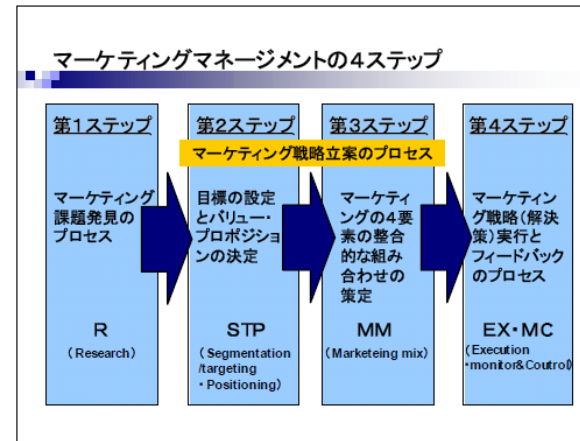 マーケティングマネージメントの４ステップ
第１ステップ
マーケティング
課題発見の
プロセス
R
（Research）
第２ステップ
マーケティング戦略立案のプロセス
目標の設定
とバリュー・
プロポジショ
ンの決定
STP
（Segmentation
/targeting
・Positioning）
第３ステップ
マーケティ
ングの４要
素の整合
的な組み
合わせの
策定
MM
(Marketeing mix)
第４ステップ
マーケティン
グ戦略（解決
策）実行と
フィードバック
のプロセス
EX・MC
(Execution
・monitor&Coutrol)